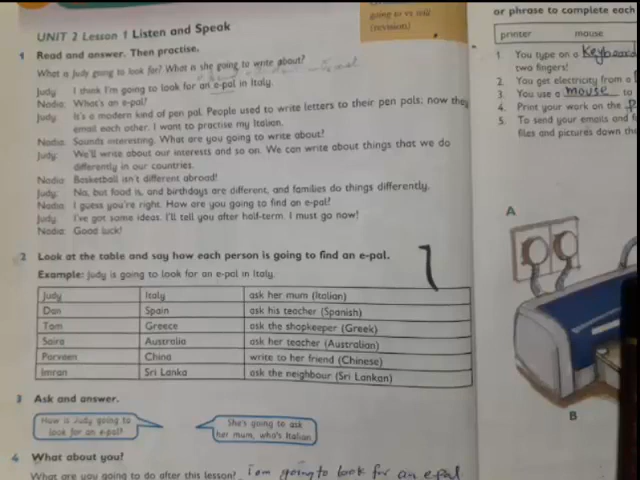 UNIT 2 Lesson 1 Listen and Speak
going to vs will
(revision)
1 Read and answer. Then practise.
What is Judy going to look for? What is she going to write about?
Judy: I think I'm going to look for an e-pal in Italy.
Nadia: What's an e-pal?
Judy: It's a modern kind of pen pal. People used to write letters to their pen pals; now they
email each other. I want to practise my Italian.
Nadia: Sounds interesting. What are you going to write about?
Judy: We'll write about our interests and so on. We can write about things that we do
differently in our countries.
Nadia: Basketball isn't different abroad!
Judy: No, but food is, and birthdays are different, and families do things differently.
Nadia: I guess you're right. How are you going to find an e-pal?
Judy: I've got some ideas. I'll tell you after half-term. I must go now!
Nadia: Good luck!
2 Look at the table and say how each person is going to find an e-pal.
Example: Judy is going to look for an e-pal in Italy.
Judy Italy ask her mum (Italian)
Dan Spain ask his teacher (Spanish)
Tom Greece ask the shopkeeper (Greek)
Saira Australia ask her teacher (Australian)
Parveen China write to her friend (Chinese)
Imran Sri Lanka ask the neighbour (Sri Lankan)
3 Ask and answer.
How is Judy going to
look for an e-pal?
She's going to ask
her mum, who's Italian
4 What about you?
What are you going to do after this lesson? i am going to look for an e pal
or phrase to complete each
printer mouse
1 You type on a keyboard
two fingers!
2. You get electricity from a
3. You use a mouse to
4. Print your work on the
5. To send your emails and
files and pictures down th
A
B